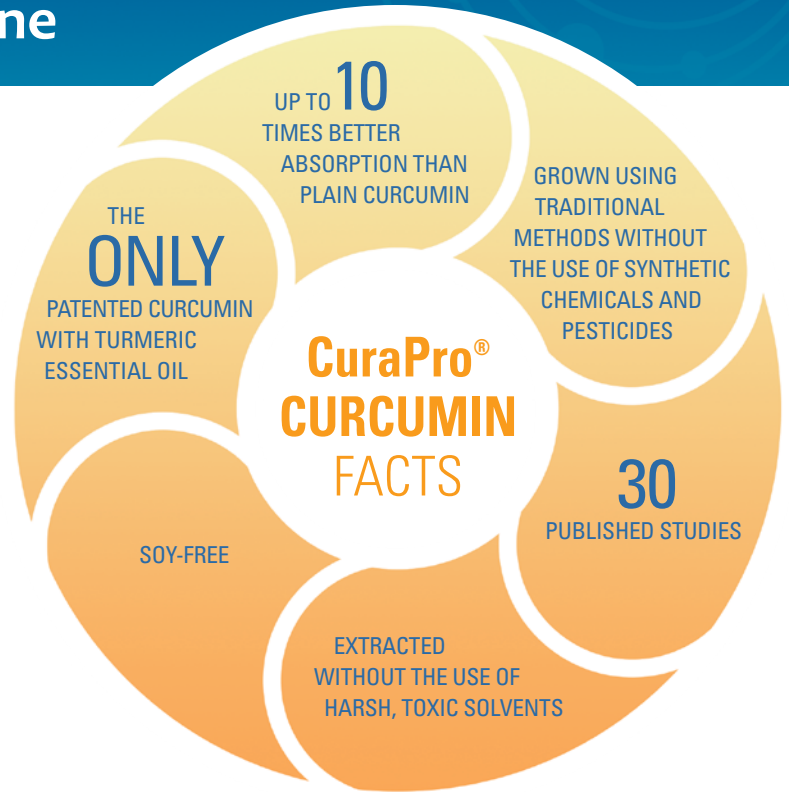 ne
UP TO 10
TIMES BETTER
ABSORPTION THAN
PLAIN CURCUMIN
GROWN USING
TRADITIONAL
METHODS WITHOUT
THE USE OF SYNTHETIC
CHEMICALS AND
PESTICIDES
30
PUBLISHED STUDIES
EXTRACTED
WITHOUT THE USE OF
HARSH, TOXIC SOLVENTS
SOY-FREE
THE
ONLY
PATENTED CURCUMIN
WITH TURMERIC
ESSENTIAL OIL
CuraPro®
CURCUMIN
FACTS